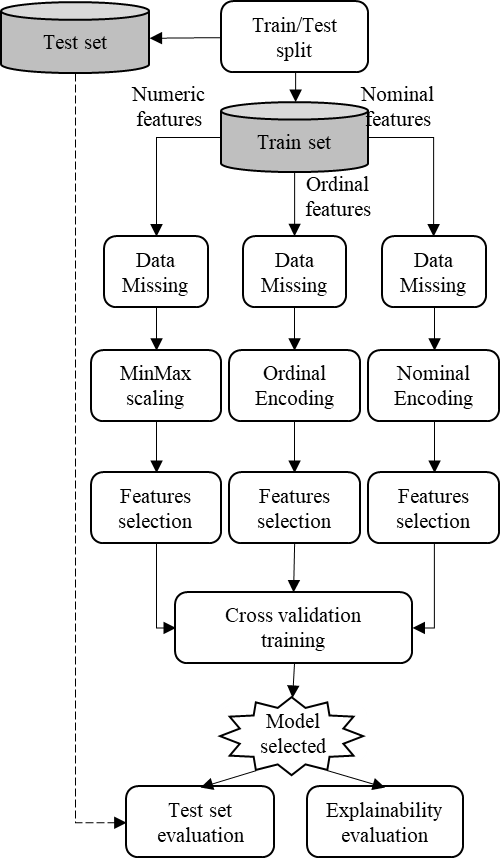 Test set
Train/Test
split
Numeric
features
Nominal
features
Train set
Ordinal
features
Data
Missing
Data
Missing
Data
Missing
MinMax
scaling
Ordinal
Encoding
Nominal
Encoding
Features
selection
Features
selection
Features
selection
Cross validation
training
Model
selected
Test set
evaluation
Explainability
evaluation